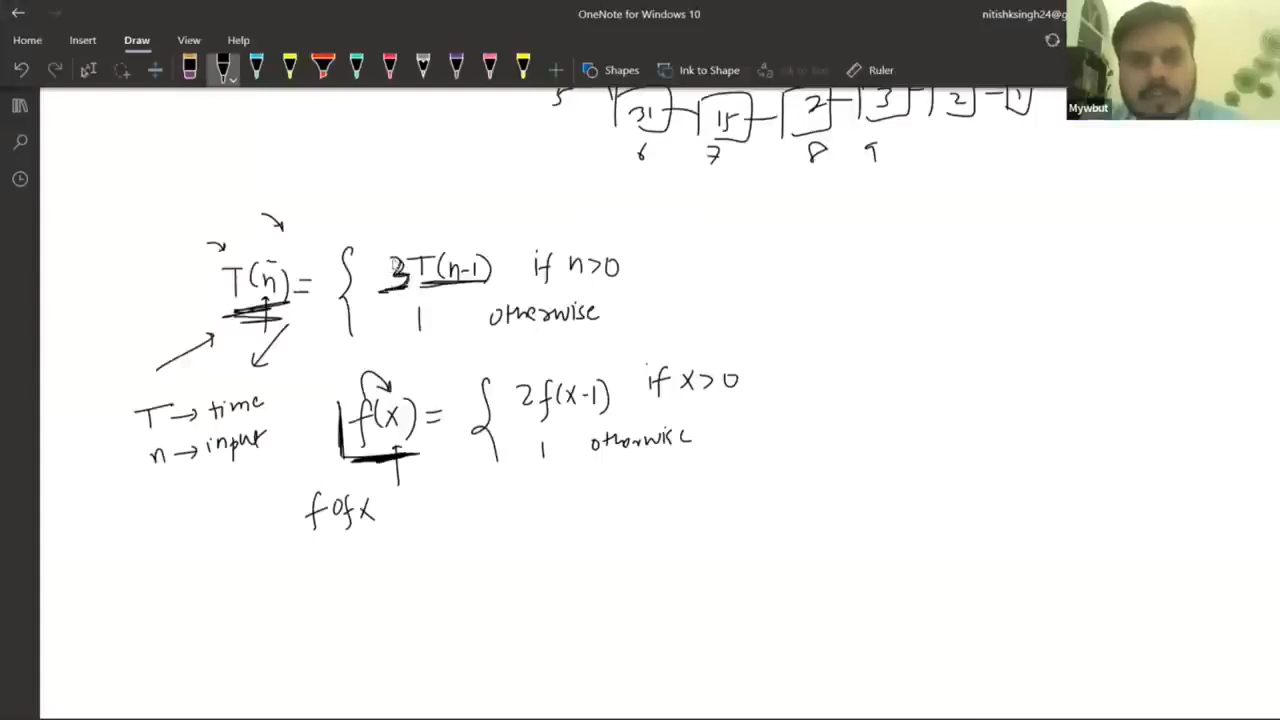 OneNote for Windows 10
nitishksingh24@g
Home Insert Draw View Help
Shapes Ink to Shape Ruler
Mywbut
5 31 15 2 3 2 1
6 7 8 9
T(n) = { 3T(n-1) if n>0
1 otherwise
T → time
n → input
f(x) = { 2f(x-1) if x>0
1 otherwise
f of x